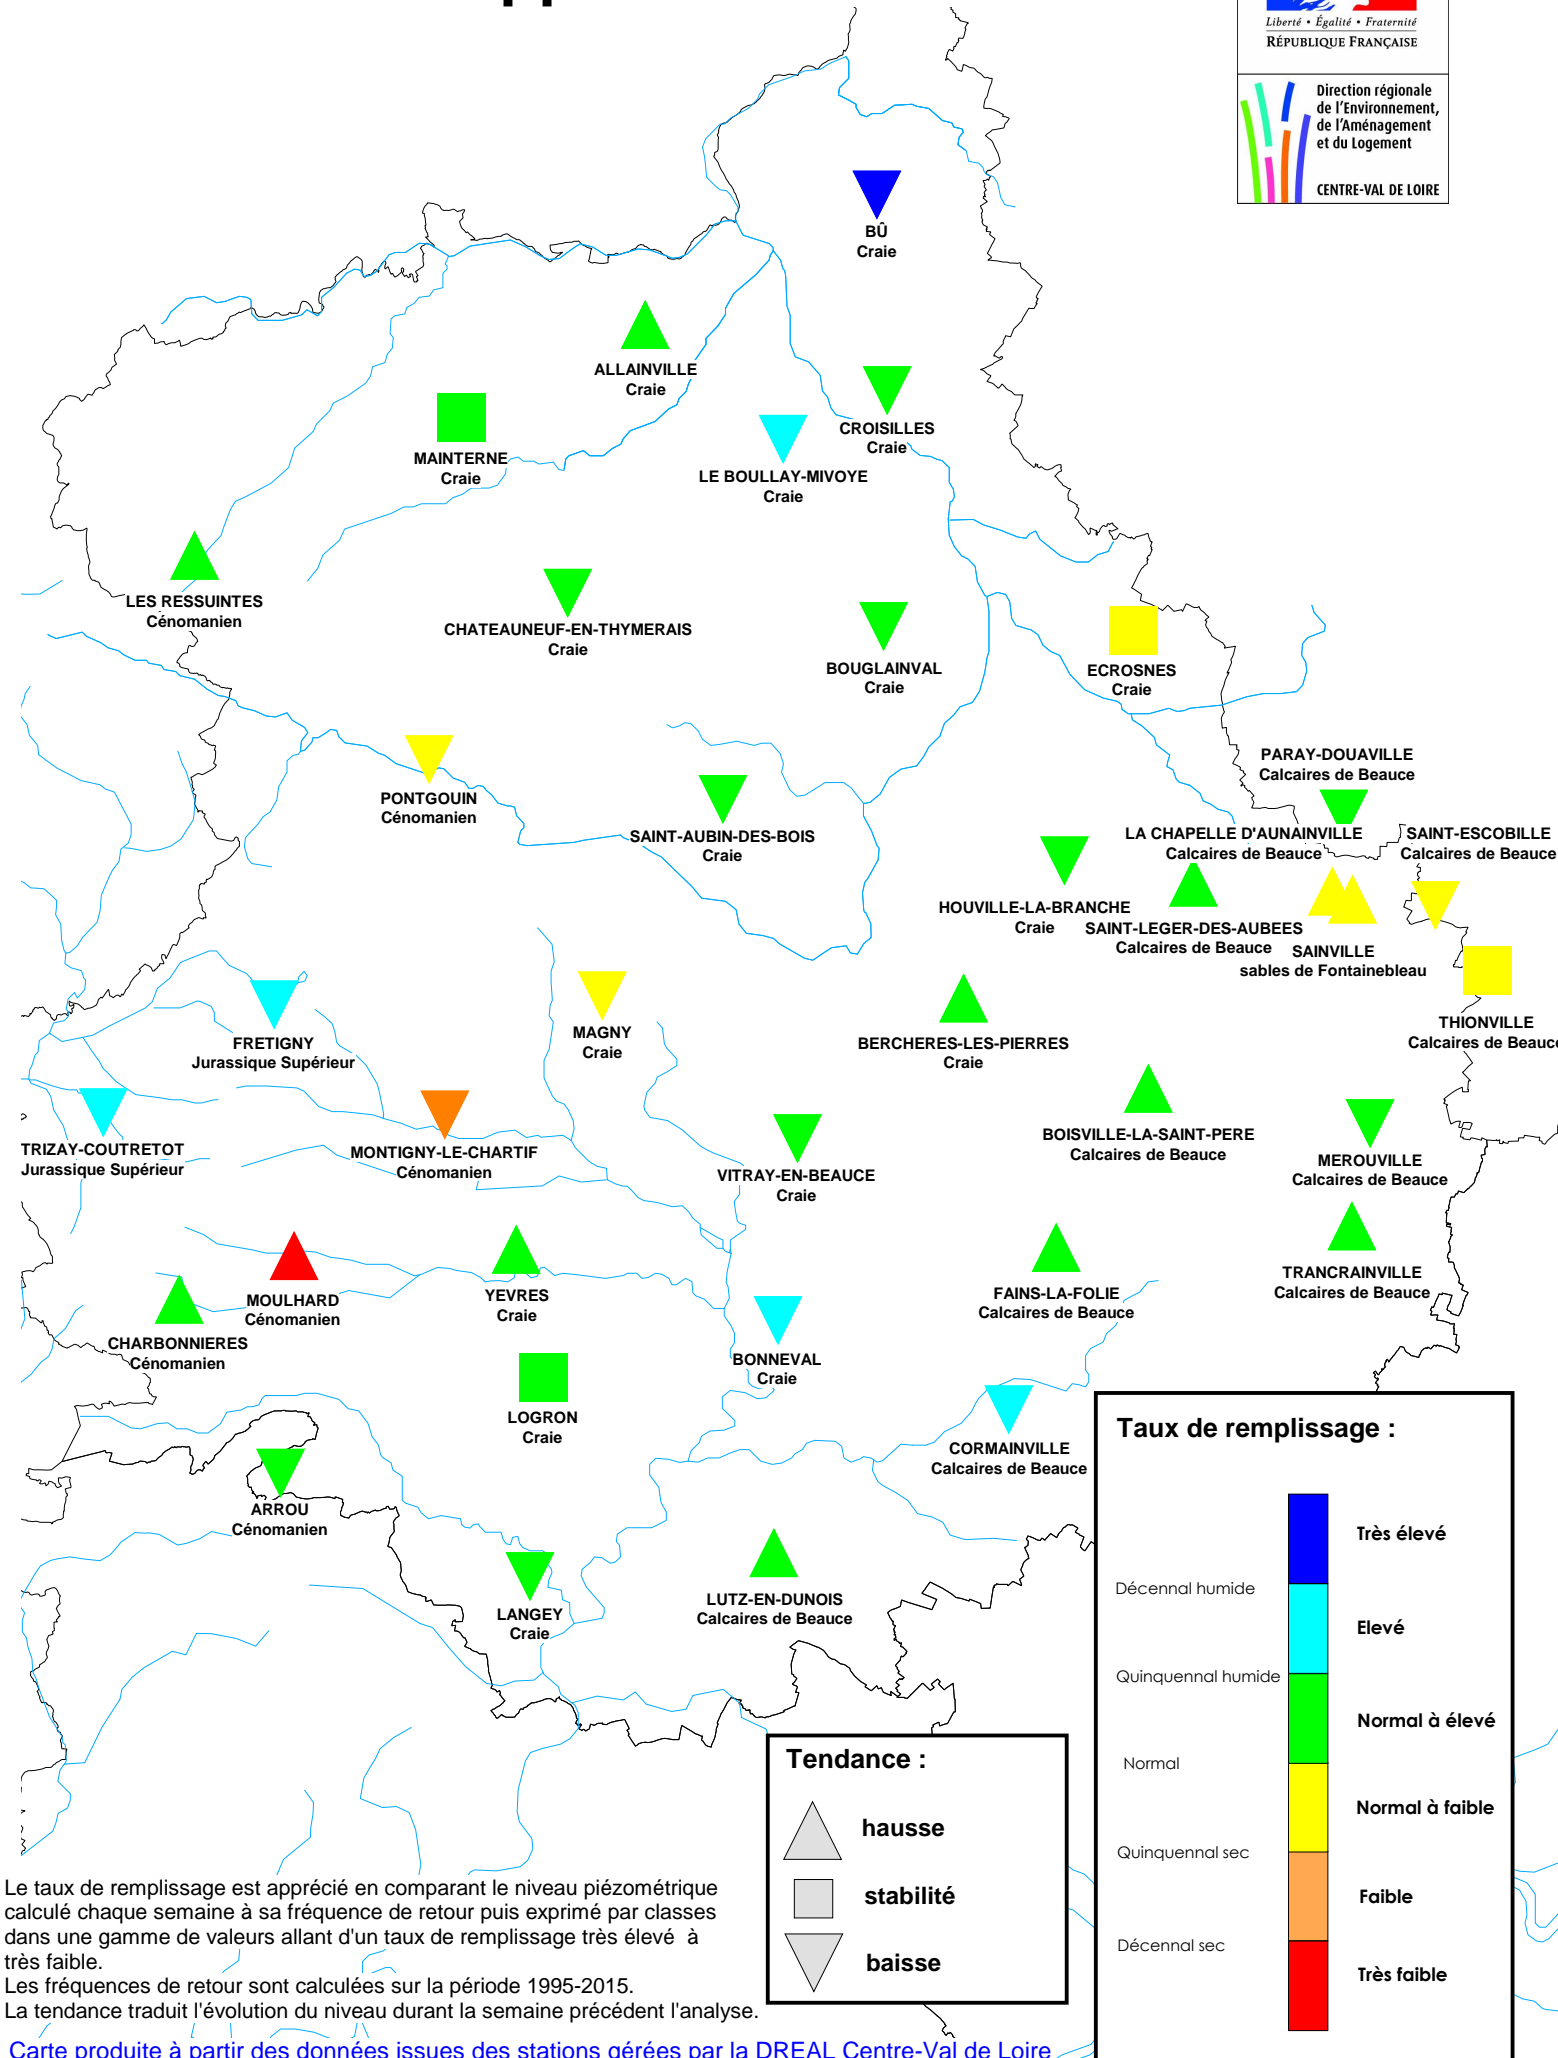 Liberté • Égalité • Fraternité
RÉPUBLIQUE FRANÇAISE
Direction régionale
de l'Environnement,
de l'Aménagement
et du Logement
CENTRE-VAL DE LOIRE
BÛ
Craie
ALLAINVILLE
Craie
CROISILLES
Craie
MAINTERNE
Craie
LE BOULLAY-MIVOYE
Craie
LES RESSUINTES
Cénomanien
CHATEAUNEUF-EN-THYMERAIS
Craie
BOUGLAINVAL
Craie
ECROSNES
Craie
PARAY-DOUAVILLE
Calcaires de Beauce
PONTGOUIN
Cénomanien
SAINT-AUBIN-DES-BOIS
Craie
LA CHAPELLE D'AUNAINVILLE
Calcaires de Beauce
SAINT-ESCOBILLE
Calcaires de Beauce
HOUVILLE-LA-BRANCHE
Craie
SAINT-LEGER-DES-AUBEES
Calcaires de Beauce
SAINVILLE
sables de Fontainebleau
THIONVILLE
Calcaires de Beauce
FRETIGNY
Jurassique Supérieur
MAGNY
Craie
BERCHERES-LES-PIERRES
Craie
TRIZAY-COUTRETOT
Jurassique Supérieur
MONTIGNY-LE-CHARTIF
Cénomanien
VITRAY-EN-BEAUCE
Craie
BOISVILLE-LA-SAINT-PERE
Calcaires de Beauce
MEROUVILLE
Calcaires de Beauce
MOULHARD
Cénomanien
YEVRES
Craie
FAINS-LA-FOLIE
Calcaires de Beauce
TRANCRAINVILLE
Calcaires de Beauce
CHARBONNIERES
Cénomanien
BONNEVAL
Craie
LOGRON
Craie
CORMAINVILLE
Calcaires de Beauce
ARROU
Cénomanien
LANGEY
Craie
LUTZ-EN-DUNOIS
Calcaires de Beauce
Taux de remplissage :
Très élevé
Décennal humide
Elevé
Quinquennal humide
Normal à élevé
Normal
Normal à faible
Quinquennal sec
Faible
Décennal sec
Très faible
Tendance :
hausse
stabilité
baisse
Le taux de remplissage est apprécié en comparant le niveau piézométrique
calculé chaque semaine à sa fréquence de retour puis exprimé par classes
dans une gamme de valeurs allant d'un taux de remplissage très élevé à
très faible.
Les fréquences de retour sont calculées sur la période 1995-2015.
La tendance traduit l'évolution du niveau durant la semaine précédent l'analyse.
Carte produite à partir des données issues des stations gérées par la DREAL Centre-Val de Loire